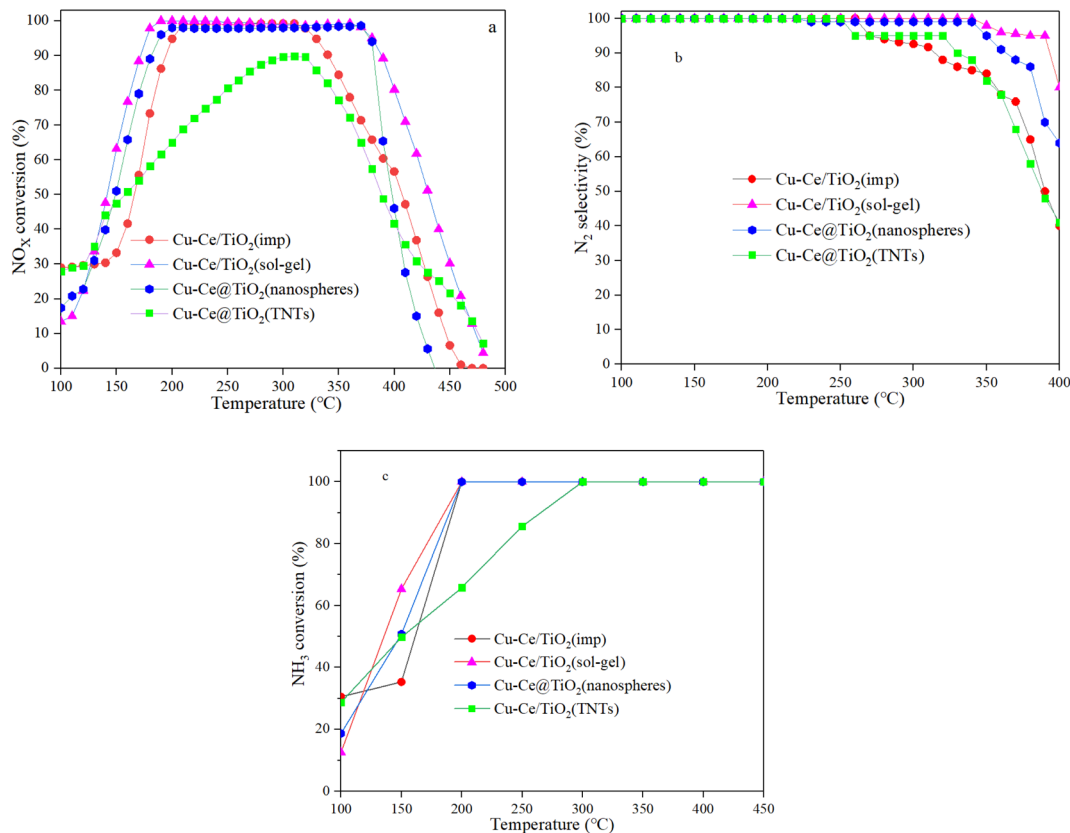 a
NOX conversion (%)
100
90
80
70
60
50
40
30
20
10
0
Cu-Ce/TiO2(imp)
Cu-Ce/TiO2(sol-gel)
Cu-Ce@TiO2(nanospheres)
Cu-Ce@TiO2(TNTs)
100 150 200 250 300 350 400 450 500
Temperature (℃)
b
N2 selectivity (%)
100
90
80
70
60
50
40
30
20
10
0
Cu-Ce/TiO2(imp)
Cu-Ce/TiO2(sol-gel)
Cu-Ce@TiO2(nanospheres)
Cu-Ce@TiO2(TNTs)
100 150 200 250 300 350 400
Temperature (℃)
c
NH3 conversion (%)
100
80
60
40
20
0
Cu-Ce/TiO2(imp)
Cu-Ce/TiO2(sol-gel)
Cu-Ce@TiO2(nanospheres)
Cu-Ce/TiO2(TNTs)
100 150 200 250 300 350 400 450
Temperature (℃)